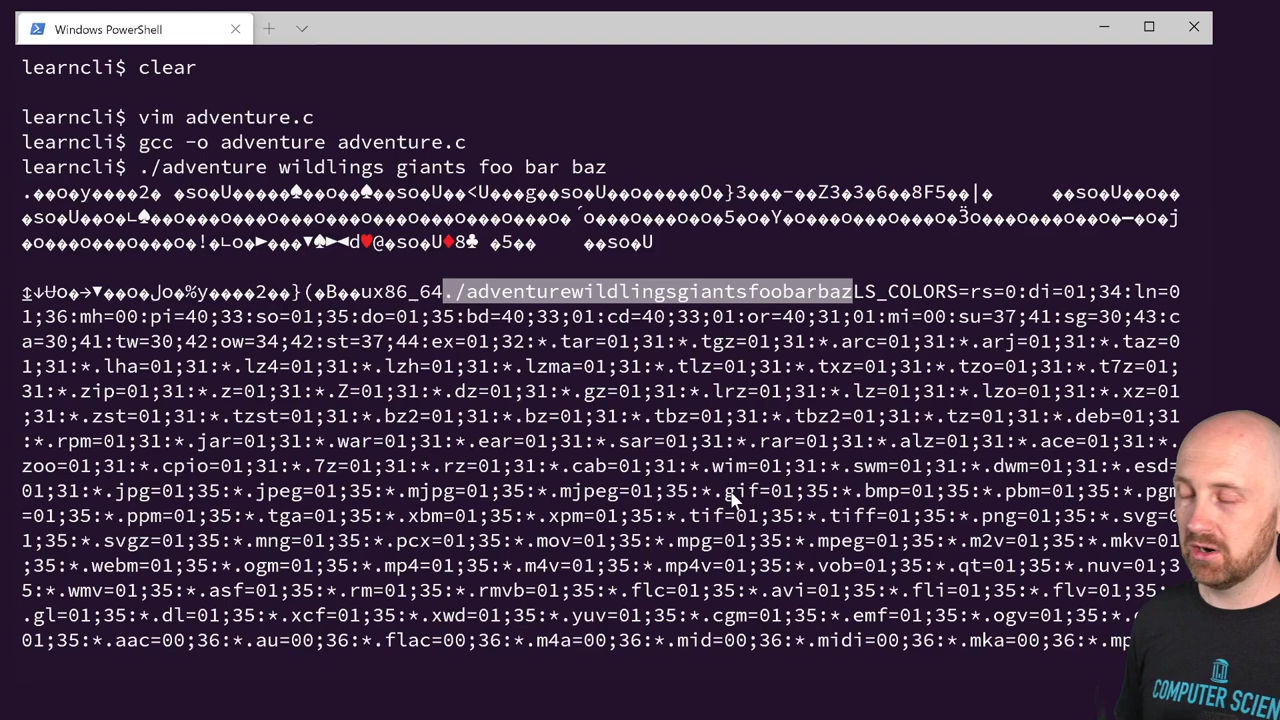 Windows PowerShell
learncli$ clear
learncli$ vim adventure.c
learncli$ gcc -o adventure adventure.c
learncli$ ./adventure wildlings giants foo bar baz
.��o�y����2� �so�U�����♠��o��♠��so�U��<U���g��so�U��o�����O�}3���-��Z3�3�6��8F5��|� ��so�U��o��
�so�U��o�∟♠��o���o���o���o���o���o���o���o���o�´o���o�o�5�o�Y�o���o���o���o�3̈o���o���o��o�━�o�j
�o���o���o���o�!�∟o�►���▼♠►◄d♥@�so�U♦8♣ �5�� ��so�U
↨↓Ʉo�→▼��o�Jo�%y����2��}(�B��ux86_64./adventurewildlingsgiantsfoobarbazLS_COLORS=rs=0:di=01;34:ln=0
1;36:mh=00:pi=40;33:so=01;35:do=01;35:bd=40;33;01:cd=40;33;01:or=40;31;01:mi=00:su=37;41:sg=30;43:c
a=30;41:tw=30;42:ow=34;42:st=37;44:ex=01;32:*.tar=01;31:*.tgz=01;31:*.arc=01;31:*.arj=01;31:*.taz=0
1;31:*.lha=01;31:*.lz4=01;31:*.lzh=01;31:*.lzma=01;31:*.tlz=01;31:*.txz=01;31:*.tzo=01;31:*.t7z=01;
31:*.zip=01;31:*.z=01;31:*.Z=01;31:*.dz=01;31:*.gz=01;31:*.lrz=01;31:*.lz=01;31:*.lzo=01;31:*.xz=01
;31:*.zst=01;31:*.tzst=01;31:*.bz2=01;31:*.bz=01;31:*.tbz=01;31:*.tbz2=01;31:*.tz=01;31:*.deb=01;31
:*.rpm=01;31:*.jar=01;31:*.war=01;31:*.ear=01;31:*.sar=01;31:*.rar=01;31:*.alz=01;31:*.ace=01;31:*.
zoo=01;31:*.cpio=01;31:*.7z=01;31:*.rz=01;31:*.cab=01;31:*.wim=01;31:*.swm=01;31:*.dwm=01;31:*.esd=
01;31:*.jpg=01;35:*.jpeg=01;35:*.mjpg=01;35:*.mjpeg=01;35:*.gif=01;35:*.bmp=01;35:*.pbm=01;35:*.pgm
=01;35:*.ppm=01;35:*.tga=01;35:*.xbm=01;35:*.xpm=01;35:*.tif=01;35:*.tiff=01;35:*.png=01;35:*.svg=0
1;35:*.svgz=01;35:*.mng=01;35:*.pcx=01;35:*.mov=01;35:*.mpg=01;35:*.mpeg=01;35:*.m2v=01;35:*.mkv=01
;35:*.webm=01;35:*.ogm=01;35:*.mp4=01;35:*.m4v=01;35:*.mp4v=01;35:*.vob=01;35:*.qt=01;35:*.nuv=01;3
5:*.wmv=01;35:*.asf=01;35:*.rm=01;35:*.rmvb=01;35:*.flc=01;35:*.avi=01;35:*.fli=01;35:*.flv=01;35:*
.gl=01;35:*.dl=01;35:*.xcf=01;35:*.xwd=01;35:*.yuv=01;35:*.cgm=01;35:*.emf=01;35:*.ogv=01;35:*
01;35:*.aac=00;36:*.au=00;36:*.flac=00;36:*.m4a=00;36:*.mid=00;36:*.midi=00;36:*.mka=00;36:*.mp
COMPUTER SCIEN